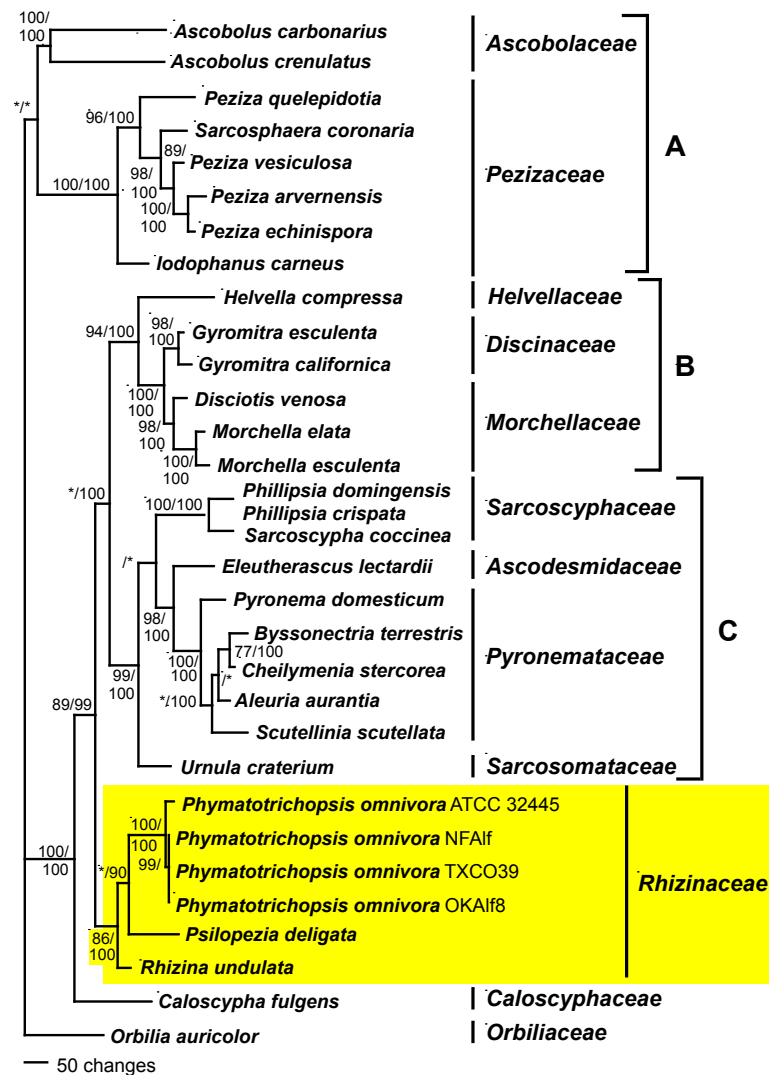 100/
100
Ascobolus carbonarius
Ascobolus crenulatus
Ascobolaceae
*/*
96/100
Peziza quelepidotia
Sarcosphaera coronaria
89/
Peziza vesiculosa
98/
100
100/100
Peziza arvernensis
100/
100
Peziza echinispora
Iodophanus carneus
Pezizaceae
A
Helvella compressa
Helvellaceae
94/100
98/
100
Gyromitra esculenta
Gyromitra californica
Discinaceae
100/
100
Disciotis venosa
98/
100
Morchella elata
100/
100
Morchella esculenta
Morchellaceae
B
*/100
100/100
Phillipsia domingensis
Phillipsia crispata
Sarcoscypha coccinea
Sarcoscyphaceae
/*
Eleutherascus lectardii
Ascodesmidaceae
98/
100
Pyronema domesticum
Byssonectria terrestris
77/100
100/
100
Cheilymenia stercorea
/*
Aleuria aurantia
*/100
Scutellinia scutellata
Pyronemataceae
99/
100
Urnula craterium
Sarcosomataceae
C
89/99
Phymatotrichopsis omnivora ATCC 32445
100/
100
Phymatotrichopsis omnivora NFAlf
99/
Phymatotrichopsis omnivora TXCO39
*/90
Phymatotrichopsis omnivora OKAlf8
Psilopezia deligata
86/
100
Rhizina undulata
Rhizinaceae
100/
100
Caloscypha fulgens
Caloscyphaceae
Orbilia auricolor
Orbiliaceae
50 changes